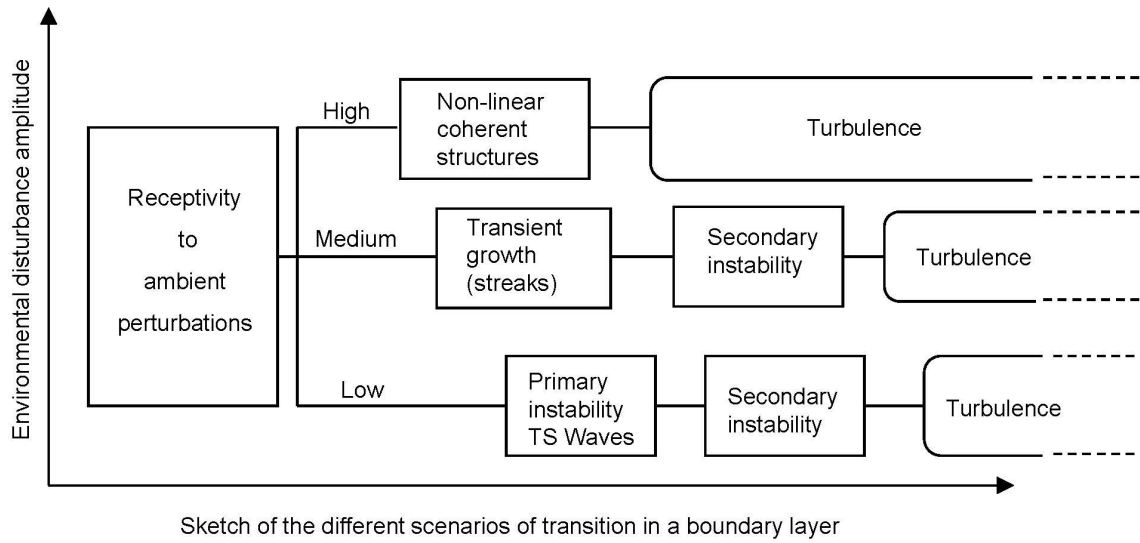 Environmental disturbance amplitude
Receptivity
to
ambient
perturbations
High
Non-linear
coherent
structures
Turbulence
Medium
Transient
growth
(streaks)
Secondary
instability
Turbulence
Low
Primary
instability
TS Waves
Secondary
instability
Turbulence
Sketch of the different scenarios of transition in a boundary layer